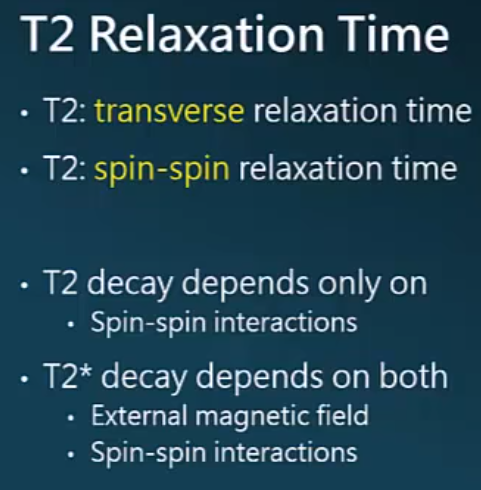 T2 Relaxation Time
• T2: transverse relaxation time
• T2: spin-spin relaxation time
• T2 decay depends only on
• Spin-spin interactions
• T2* decay depends on both
• External magnetic field
• Spin-spin interactions